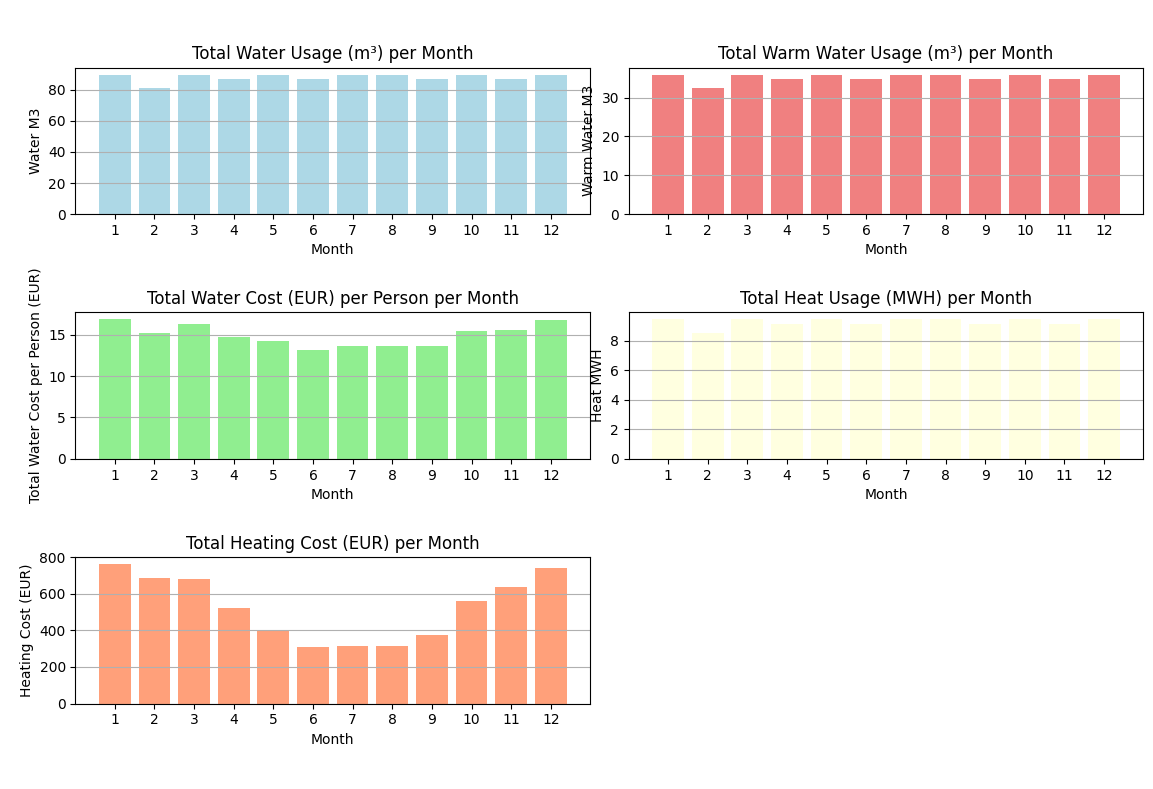 Total Water Usage (m³) per Month
Water M3
80
60
40
20
0
1 2 3 4 5 6 7 8 9 10 11 12
Month
Total Warm Water Usage (m³) per Month
Warm Water M3
30
20
10
0
1 2 3 4 5 6 7 8 9 10 11 12
Month
Total Water Cost (EUR) per Person per Month
Total Water Cost per Person (EUR)
15
10
5
0
1 2 3 4 5 6 7 8 9 10 11 12
Month
Total Heat Usage (MWH) per Month
Heat MWH
8
6
4
2
0
1 2 3 4 5 6 7 8 9 10 11 12
Month
Total Heating Cost (EUR) per Month
Heating Cost (EUR)
800
600
400
200
0
1 2 3 4 5 6 7 8 9 10 11 12
Month